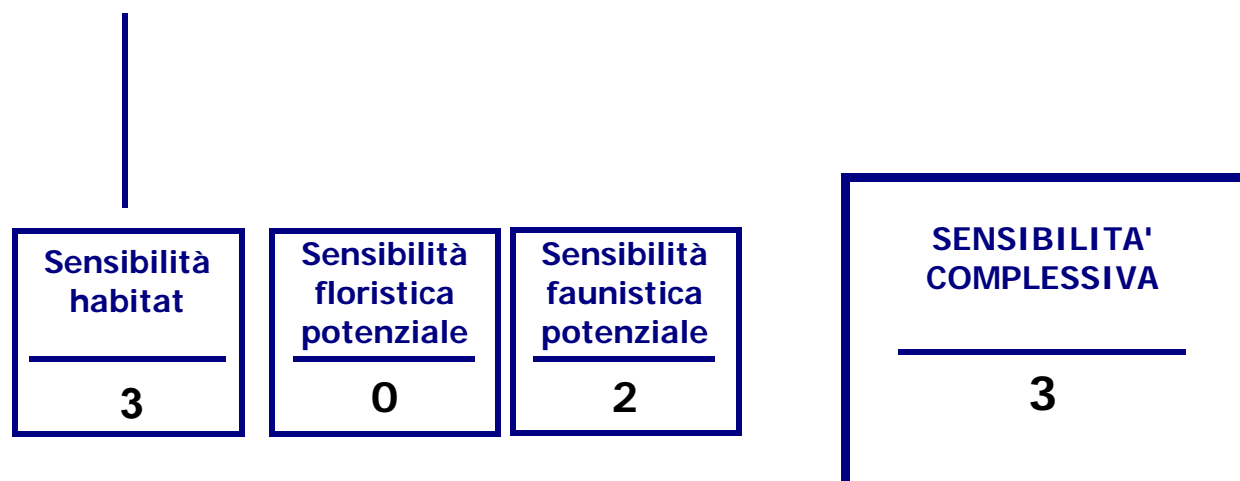 Sensibilità
habitat
3
Sensibilità
floristica
potenziale
0
Sensibilità
faunistica
potenziale
2
SENSIBILITA'
COMPLESSIVA
3